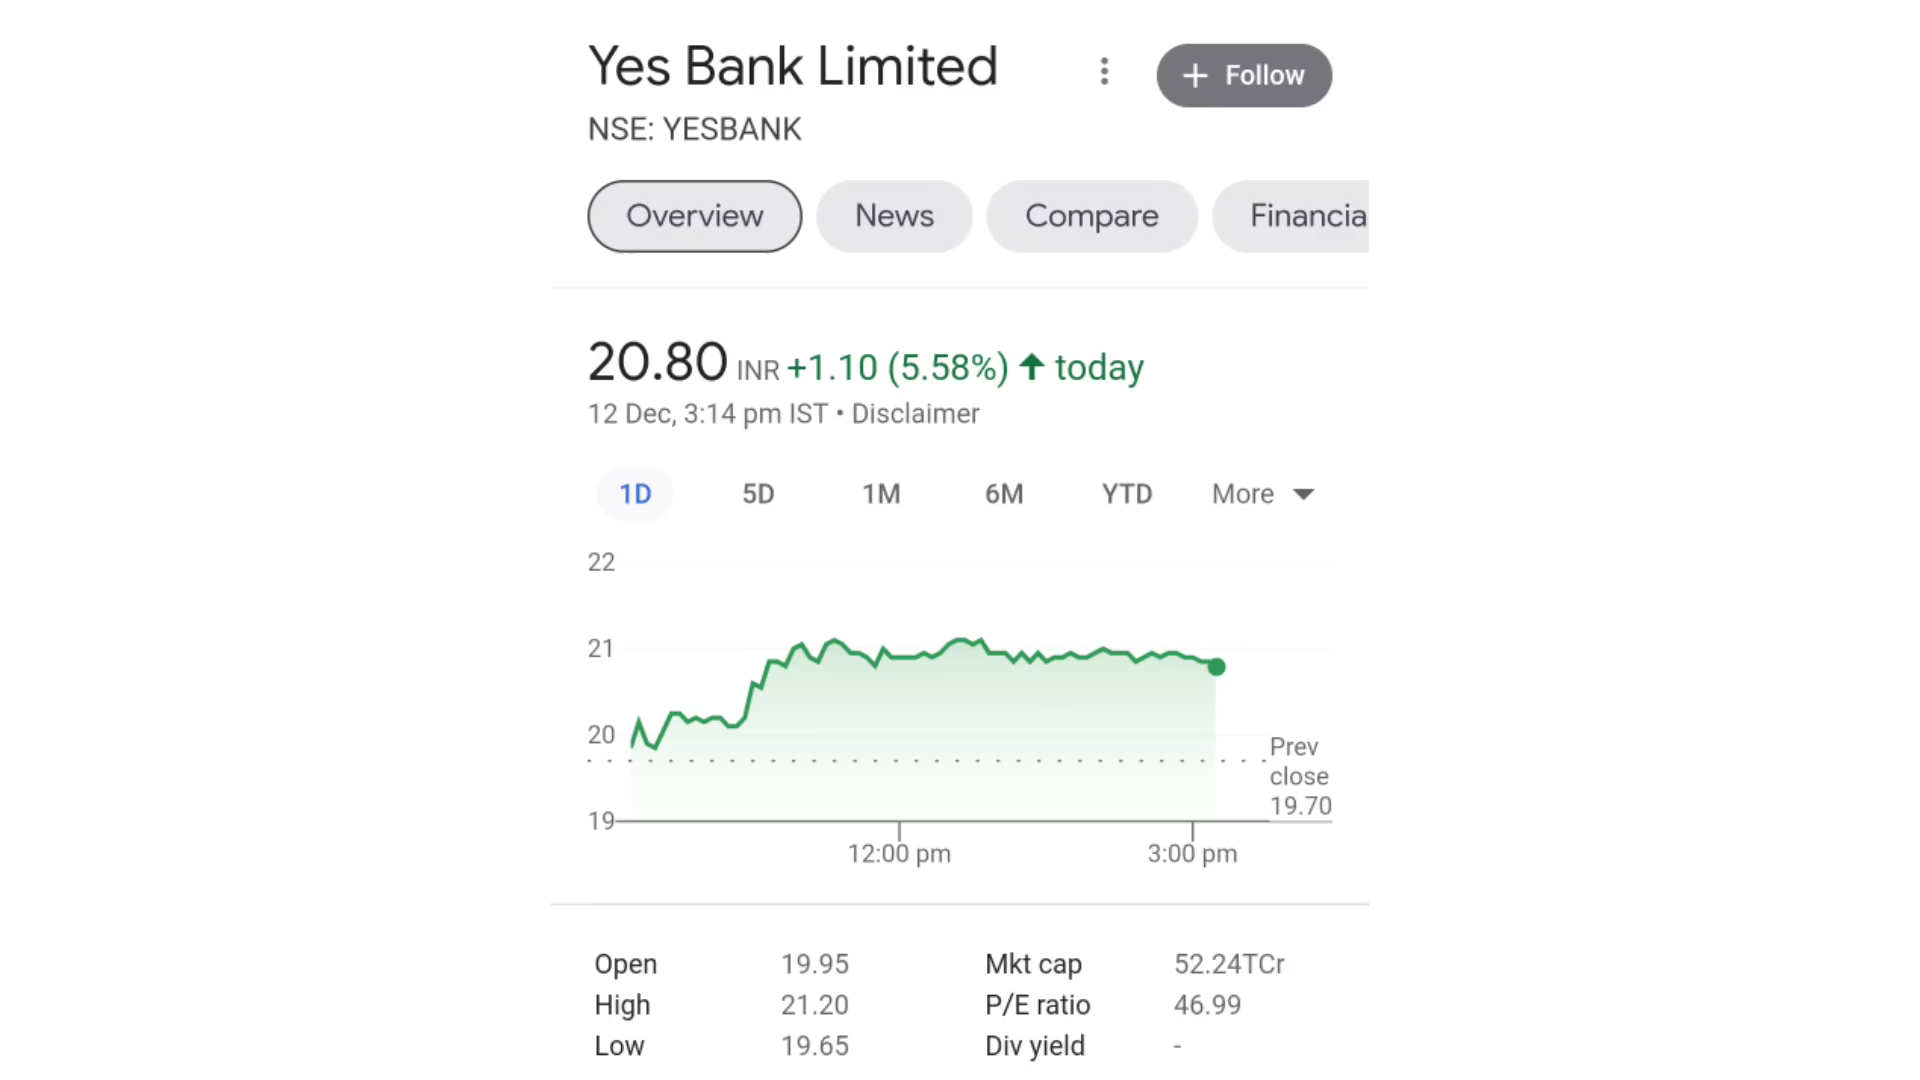 Yes Bank Limited
+ Follow
NSE: YESBANK
Overview News Compare Financia
20.80 INR +1.10 (5.58%) ↑ today
12 Dec, 3:14 pm IST • Disclaimer
1D 5D 1M 6M YTD More
22
21
20
19
Prev
close
19.70
12:00 pm 3:00 pm
Open 19.95 Mkt cap 52.24TCr
High 21.20 P/E ratio 46.99
Low 19.65 Div yield -